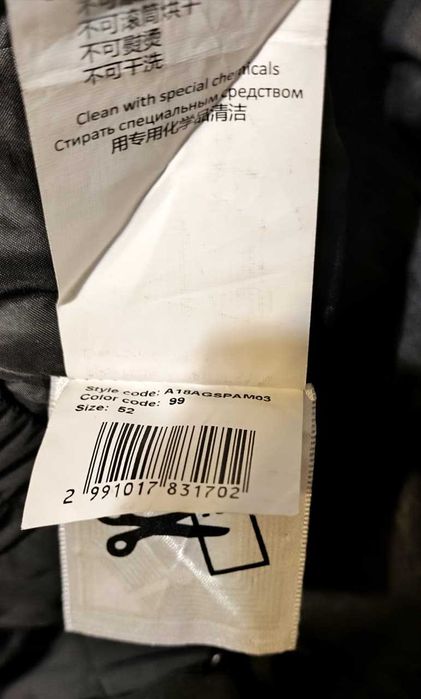 不可滚筒烘干
不可熨烫
不可干洗
Clean with special chemicals
Стирать специальным средством
用专用化学品清洁
Style code: A18AGSPAM03
Color code: 99
Size: 52
2 991017 831702